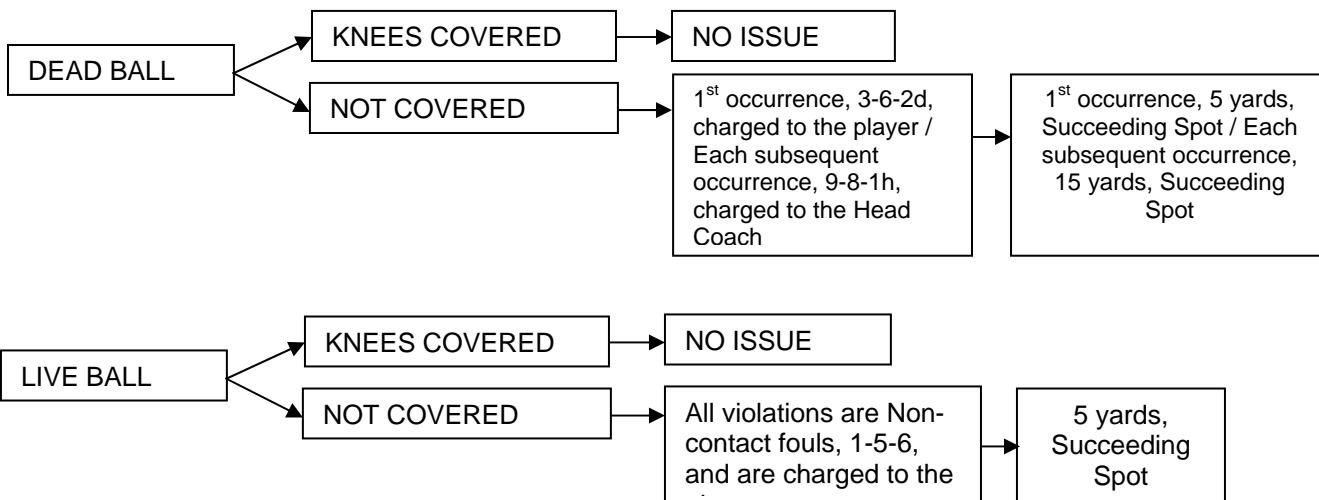 DEAD BALL
KNEES COVERED
NO ISSUE
NOT COVERED
1st occurrence, 3-6-2d,
charged to the player /
Each subsequent
occurrence, 9-8-1h,
charged to the Head
Coach
1st occurrence, 5 yards,
Succeeding Spot / Each
subsequent occurrence,
15 yards, Succeeding
Spot
LIVE BALL
KNEES COVERED
NO ISSUE
NOT COVERED
All violations are Non-
contact fouls, 1-5-6,
and are charged to the
5 yards,
Succeeding
Spot